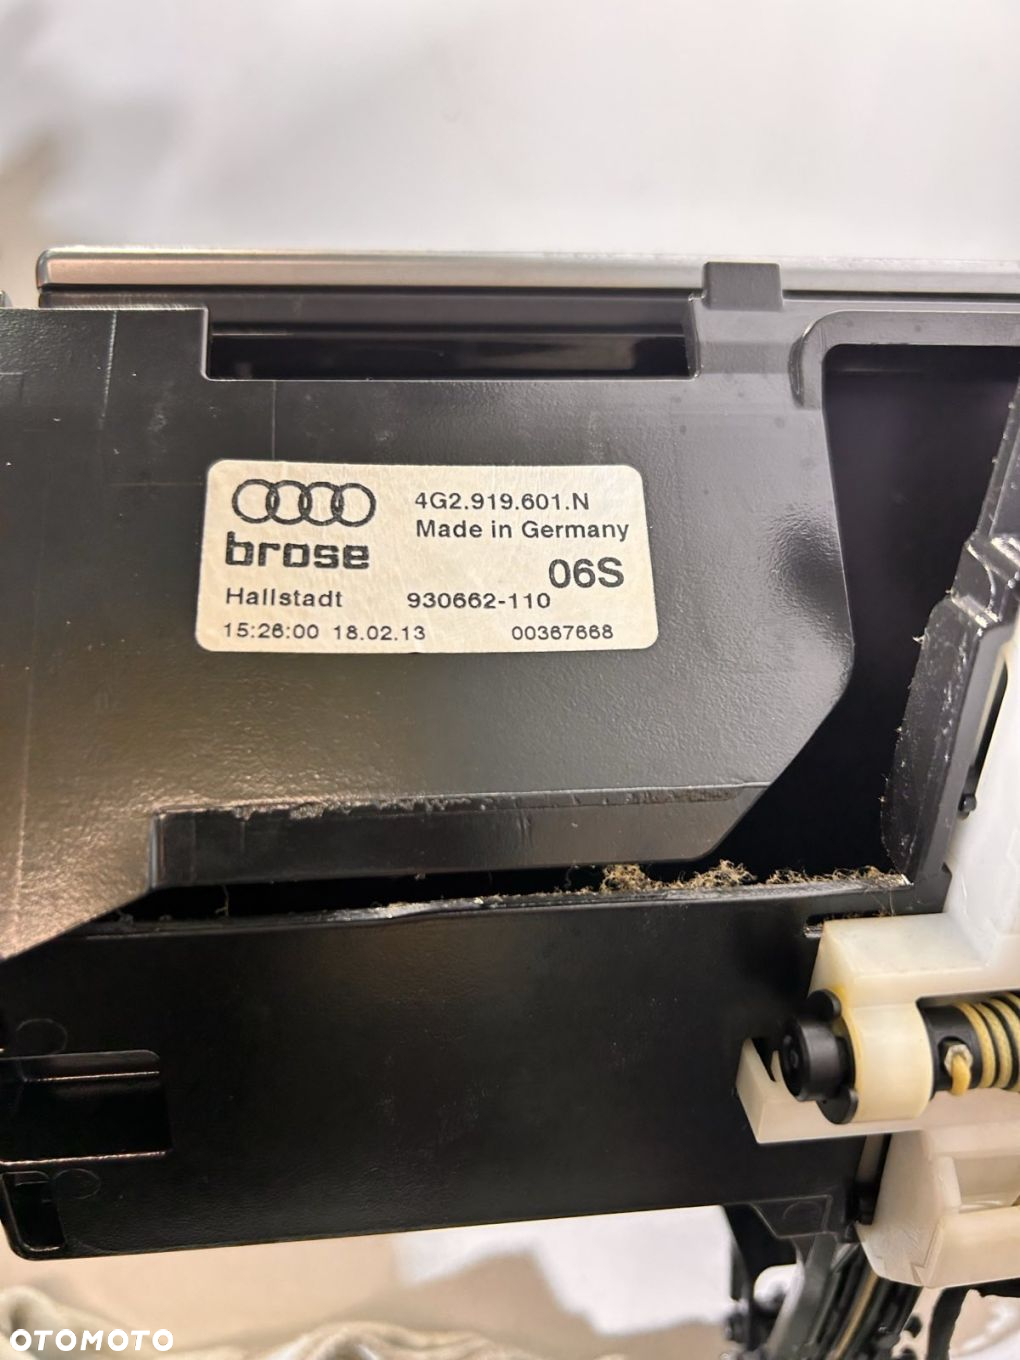 4G2.919.601.N
Made in Germany
brose
06S
Hallstadt 930662-110
15:26:00 18.02.13 00367668
OTOMOTO